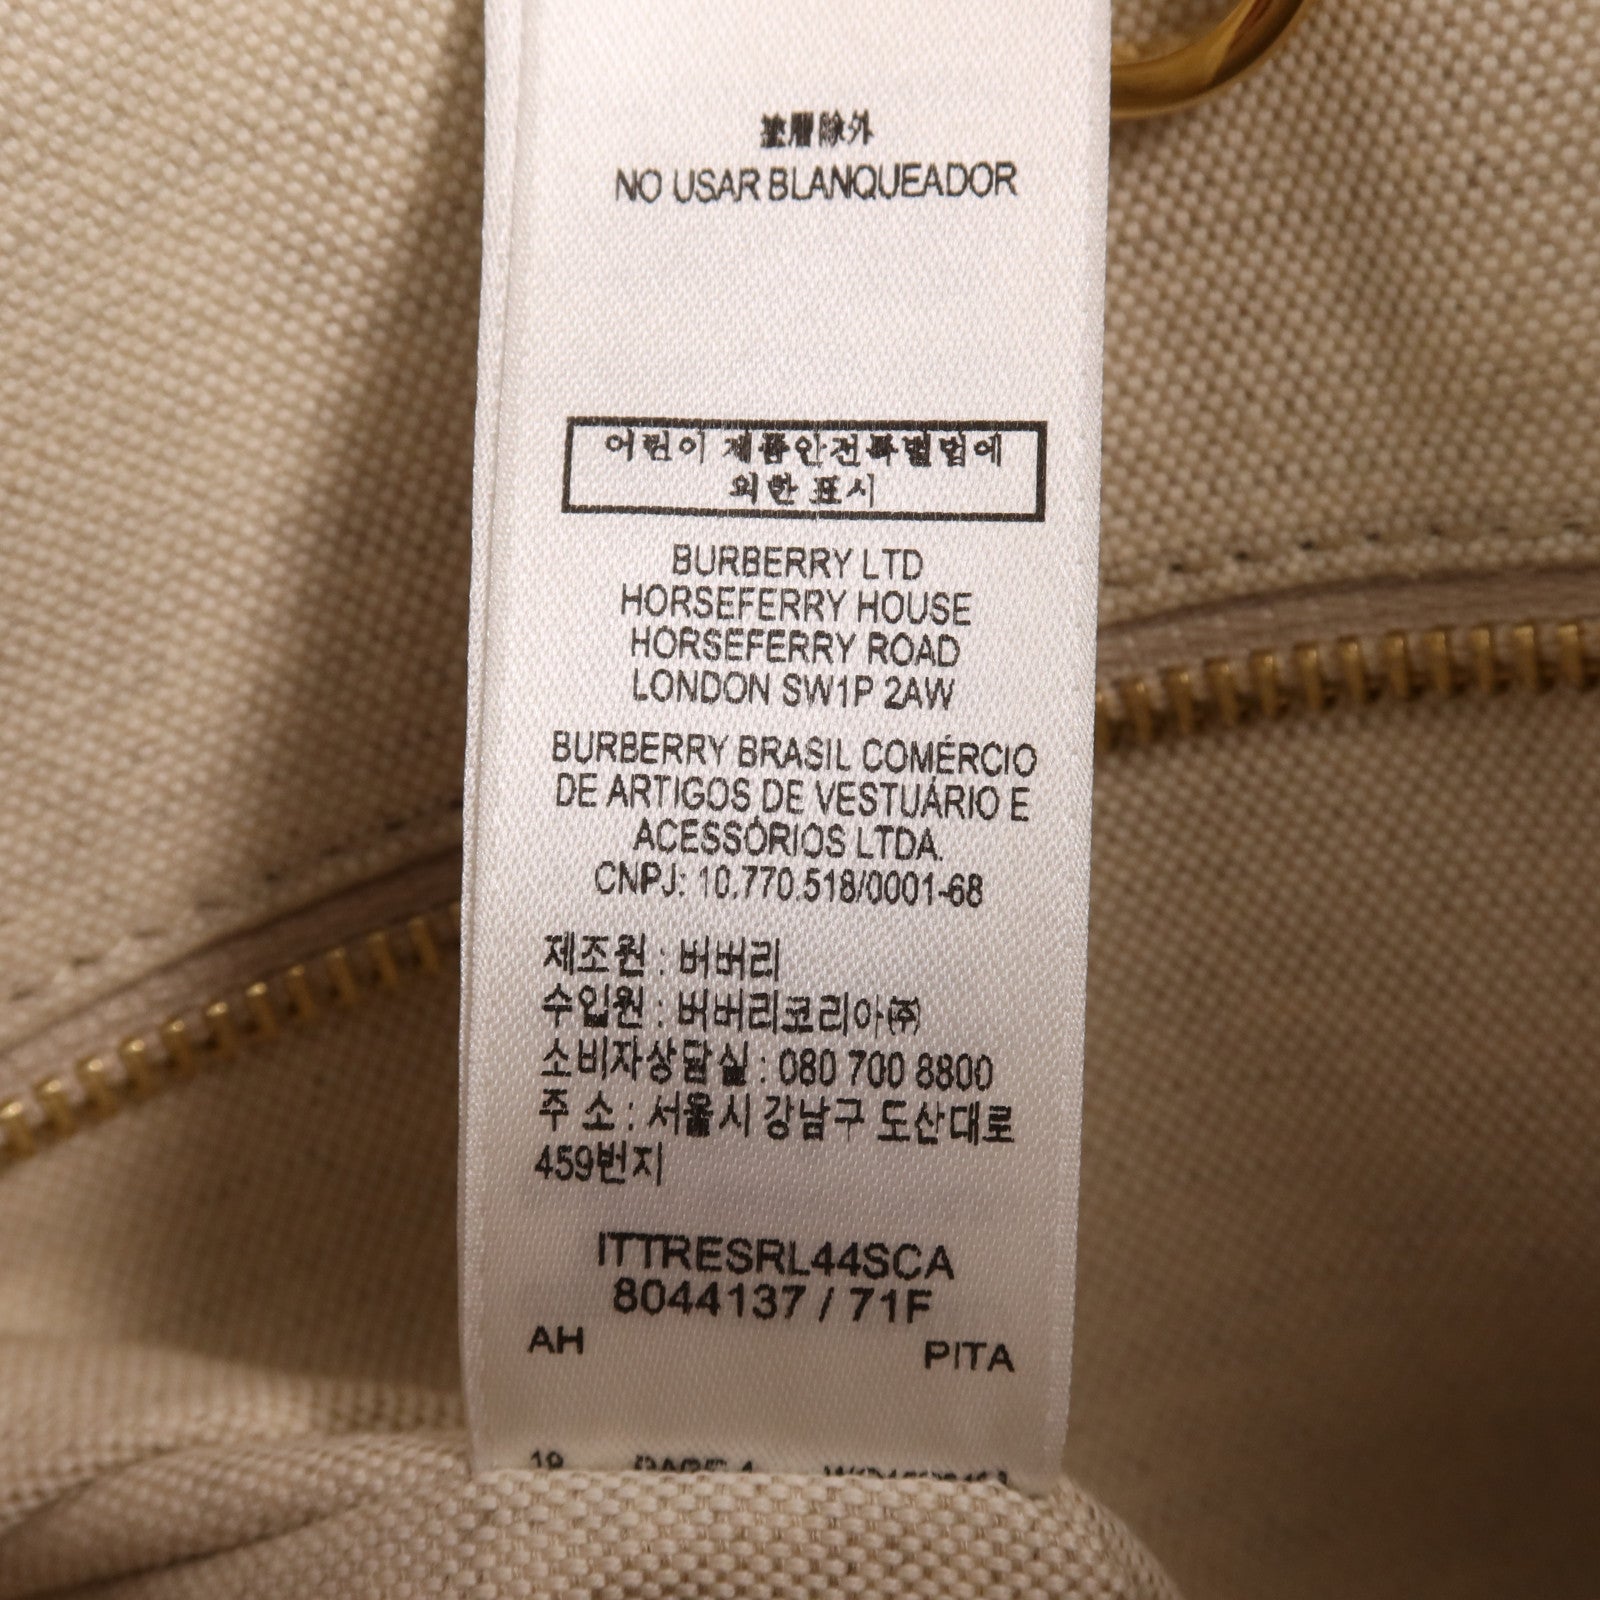 塗層除外
NO USAR BLANQUEADOR
어린이 제품안전특별법에
의한 표시
BURBERRY LTD
HORSEFERRY HOUSE
HORSEFERRY ROAD
LONDON SW1P 2AW
BURBERRY BRASIL COMÉRCIO
DE ARTIGOS DE VESTUÁRIO E
ACESSÓRIOS LTDA.
CNPJ: 10.770.518/0001-68
제조원 : 버버리
수입원 : 버버리코리아(주)
소비자상담실 : 080 700 8800
주 소 : 서울시 강남구 도산대로
459번지
ITTRESRL44SCA
8044137 / 71F
AH PITA